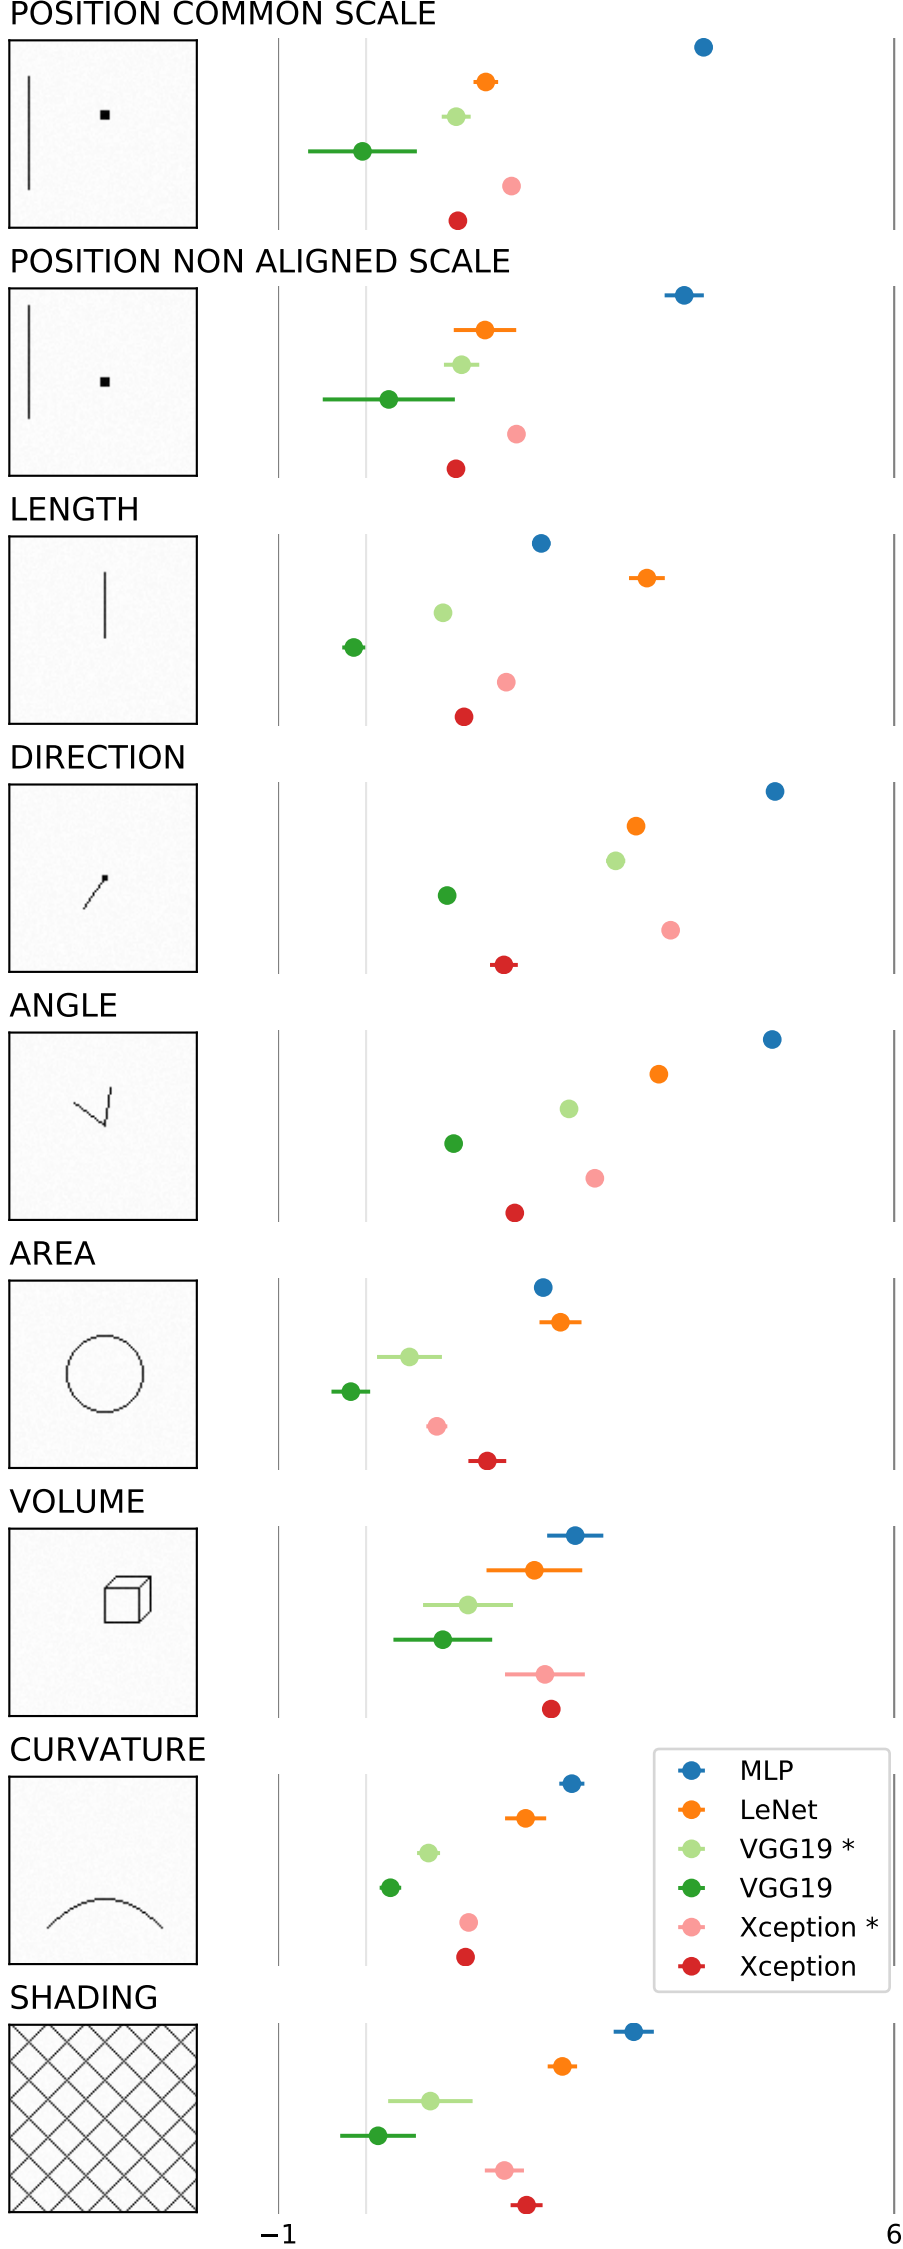 POSITION COMMON SCALE
POSITION NON ALIGNED SCALE
LENGTH
DIRECTION
ANGLE
AREA
VOLUME
CURVATURE
MLP
LeNet
VGG19 *
VGG19
Xception *
Xception
SHADING
−1 6